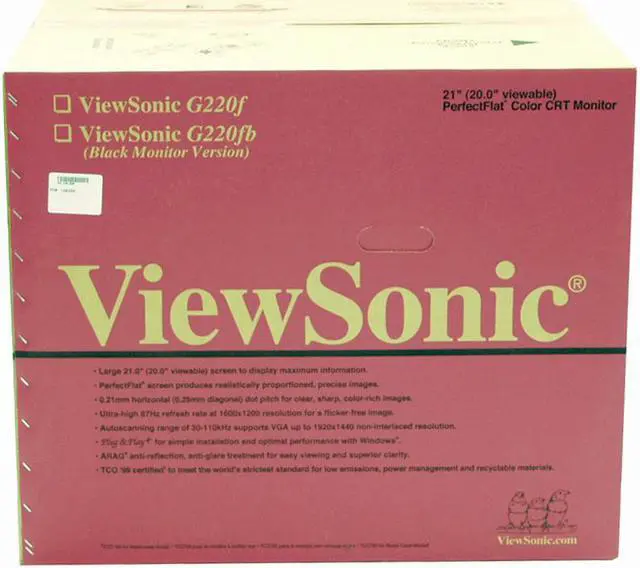 ViewSonic G220f
ViewSonic G220fb
(Black Monitor Version)
21" (20.0" viewable)
PerfectFlat® Color CRT Monitor
ViewSonic®
• Large 21.0" (20.0" viewable) screen to display maximum information.
• PerfectFlat® screen produces realistically proportioned, precise images.
• 0.21mm horizontal (0.25mm diagonal) dot pitch for clear, sharp, color-rich images.
• Ultra-high 87Hz refresh rate at 1600x1200 resolution for a flicker-free image.
• Autoscanning range of 30-110kHz supports VGA up to 1920x1440 non-interlaced resolution.
• Plug & Play+ for simple installation and optimal performance with Windows®.
• ARAG® anti-reflection, anti-glare treatment for easy viewing and superior clarity.
• TCO '99 certified to meet the world's strictest standard for low emissions, power management and recyclable materials.
ViewSonic.com